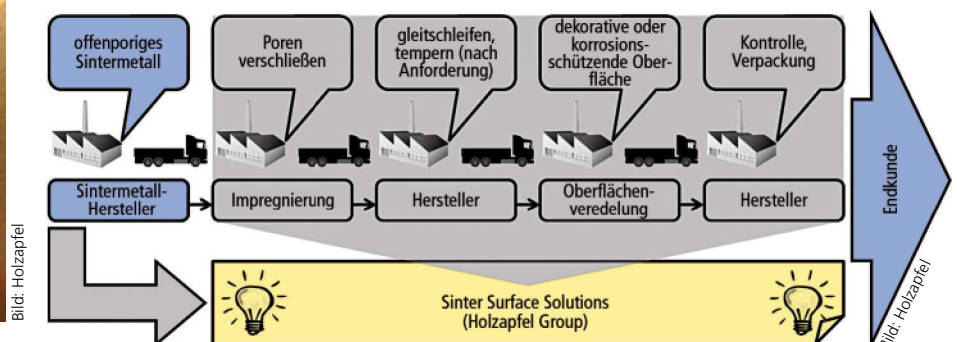 offenporiges
Sintermetall
Poren
verschließen
gleitschleifen,
tempern (nach
Anforderung)
dekorative oder
korrosions-
schützende Ober-
fläche
Kontrolle,
Verpackung
Sintermetall-
Hersteller
Impregnierung
Hersteller
Oberflächen-
veredelung
Hersteller
Endkunde
Sinter Surface Solutions
(Holzapfel Group)
Bild: Holzapfel
Bild: Holzapfel